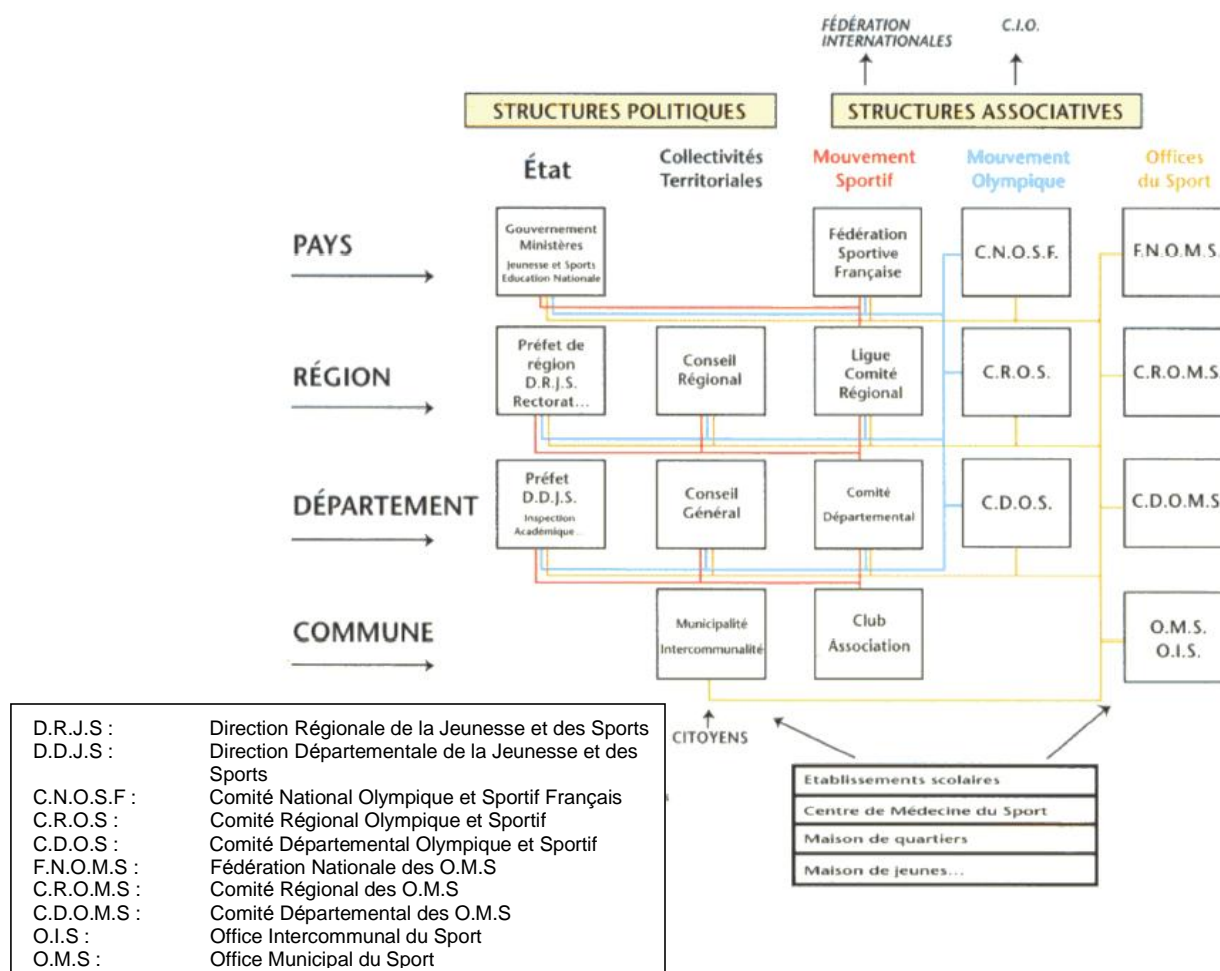 FÉDÉRATION
INTERNATIONALES
C.I.O.
STRUCTURES POLITIQUES
STRUCTURES ASSOCIATIVES
État
Collectivités
Territoriales
Mouvement
Sportif
Mouvement
Olympique
Offices
du Sport
PAYS
Gouvernement
Ministères
Jeunesse et Sports
Education Nationale
Fédération
Sportive
Française
C.N.O.S.F.
F.N.O.M.S.
RÉGION
Préfet de
région
D.R.J.S.
Rectorat...
Conseil
Régional
Ligue
Comité
Régional
C.R.O.S.
C.R.O.M.S.
DÉPARTEMENT
Préfet
D.D.J.S.
Inspection
Académique...
Conseil
Général
Comité
Départemental
C.D.O.S.
C.D.O.M.S
COMMUNE
Municipalité
Intercommunalité
Club
Association
O.M.S.
O.I.S.
CITOYENS
Etablissements scolaires
Centre de Médecine du Sport
Maison de quartiers
Maison de jeunes...
D.R.J.S : Direction Régionale de la Jeunesse et des Sports
D.D.J.S : Direction Départementale de la Jeunesse et des
Sports
C.N.O.S.F : Comité National Olympique et Sportif Français
C.R.O.S : Comité Régional Olympique et Sportif
C.D.O.S : Comité Départemental Olympique et Sportif
F.N.O.M.S : Fédération Nationale des O.M.S
C.R.O.M.S : Comité Régional des O.M.S
C.D.O.M.S : Comité Départemental des O.M.S
O.I.S : Office Intercommunal du Sport
O.M.S : Office Municipal du Sport